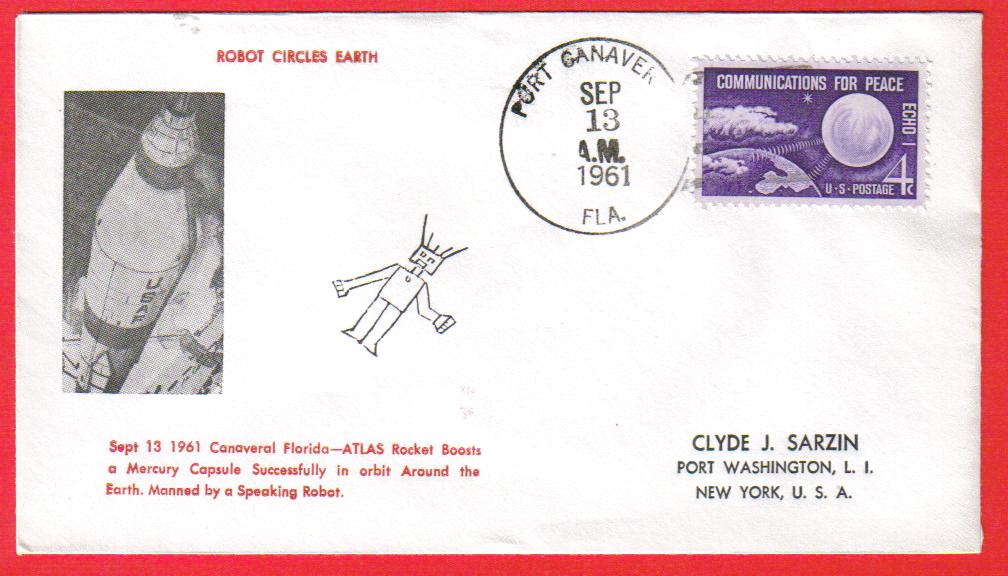 ROBOT CIRCLES EARTH
PORT CANAVER
SEP
13
A.M.
1961
FLA.
COMMUNICATIONS FOR PEACE
ECHO I
U·S·POSTAGE 4c
USAF
Sept 13 1961 Canaveral Florida—ATLAS Rocket Boosts
a Mercury Capsule Successfully in orbit Around the
Earth. Manned by a Speaking Robot.
CLYDE J. SARZIN
PORT WASHINGTON, L. I.
NEW YORK, U. S. A.